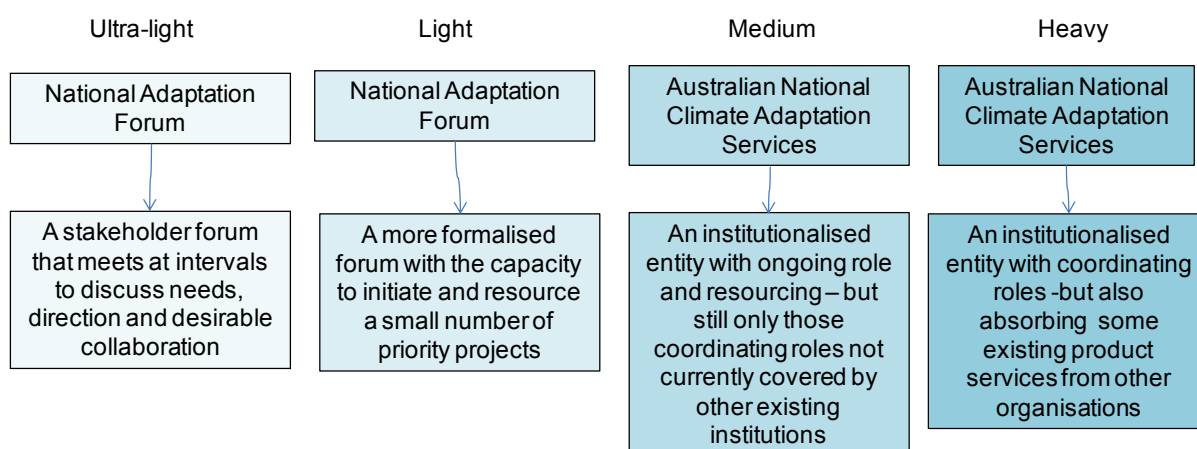 Ultra-light
Light
Medium
Heavy
National Adaptation
Forum
National Adaptation
Forum
Australian National
Climate Adaptation
Services
Australian National
Climate Adaptation
Services
A stakeholder forum
that meets at intervals
to discuss needs,
direction and desirable
collaboration
A more formalised
forum with the capacity
to initiate and resource
a small number of
priority projects
An institutionalised
entity with ongoing role
and resourcing – but
still only those
coordinating roles not
currently covered by
other existing
institutions
An institutionalised
entity with coordinating
roles -but also
absorbing some
existing product
services from other
organisations